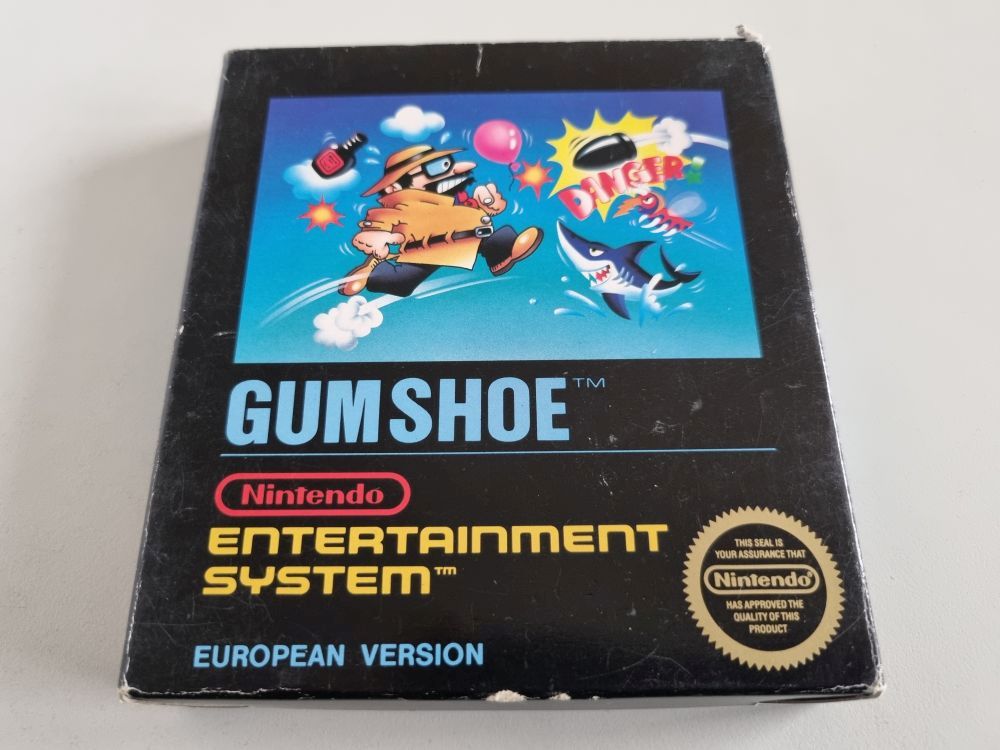 DANGER
GUMSHOE™
Nintendo
ENTERTAINMENT
SYSTEM™
EUROPEAN VERSION
THIS SEAL IS
YOUR ASSURANCE THAT
Nintendo
HAS APPROVED THE
QUALITY OF THIS
PRODUCT